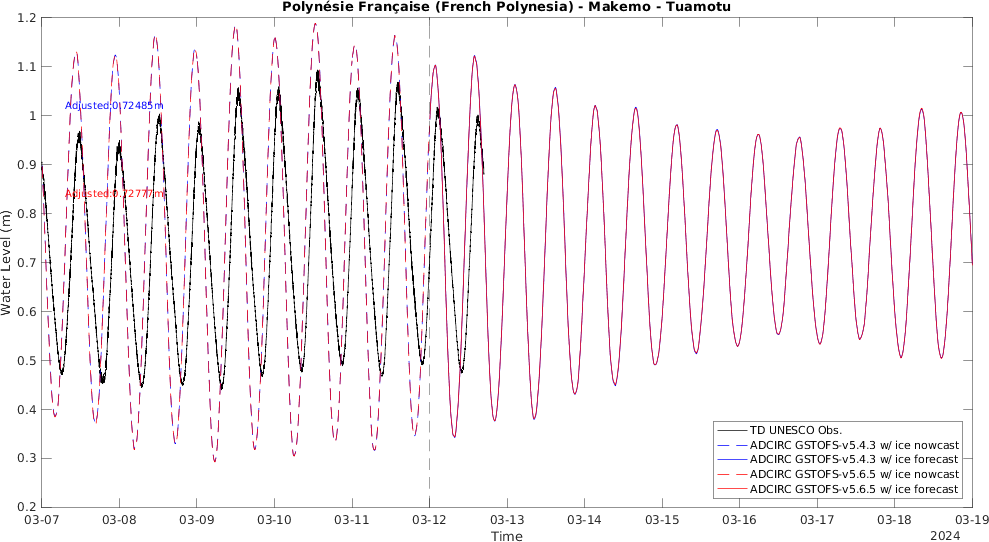 Polynésie Française (French Polynesia) - Makemo - Tuamotu
1.2
1.1
1
0.9
0.8
0.7
0.6
0.5
0.4
0.3
0.2
Water Level (m)
Adjusted:0.72485m
Adjusted:0.72777m
TD UNESCO Obs.
ADCIRC GSTOFS-v5.4.3 w/ ice nowcast
ADCIRC GSTOFS-v5.4.3 w/ ice forecast
ADCIRC GSTOFS-v5.6.5 w/ ice nowcast
ADCIRC GSTOFS-v5.6.5 w/ ice forecast
03-07 03-08 03-09 03-10 03-11 03-12 03-13 03-14 03-15 03-16 03-17 03-18 03-19
Time
2024